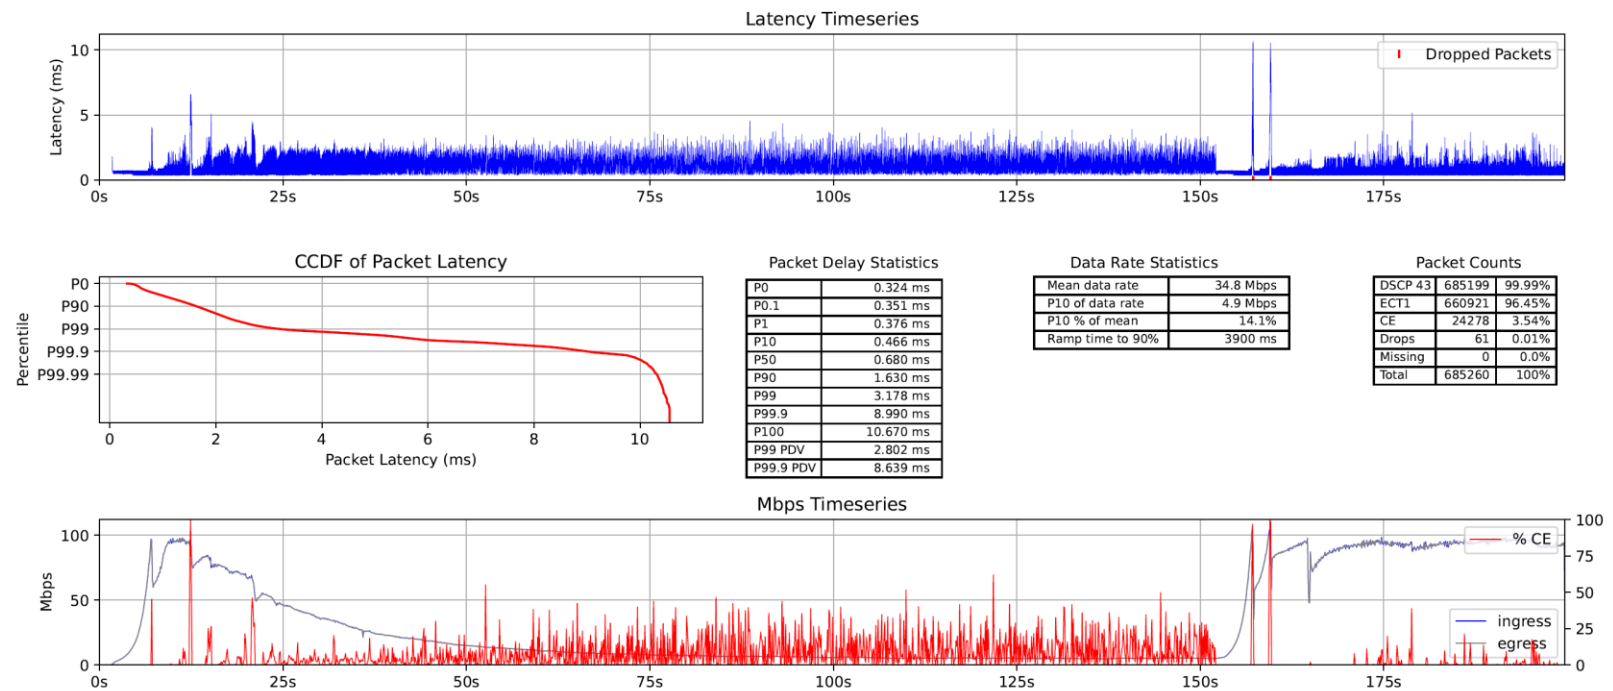 Latency Timeseries
Latency (ms)
10
5
0
Dropped Packets
0s 25s 50s 75s 100s 125s 150s 175s
CCDF of Packet Latency
Percentile
P0
P90
P99
P99.9
P99.99
0 2 4 6 8 10
Packet Latency (ms)
Packet Delay Statistics
P0 0.324 ms
P0.1 0.351 ms
P1 0.376 ms
P10 0.466 ms
P50 0.680 ms
P90 1.630 ms
P99 3.178 ms
P99.9 8.990 ms
P100 10.670 ms
P99 PDV 2.802 ms
P99.9 PDV 8.639 ms
Data Rate Statistics
Mean data rate 34.8 Mbps
P10 of data rate 4.9 Mbps
P10 % of mean 14.1%
Ramp time to 90% 3900 ms
Packet Counts
DSCP 43 685199 99.99%
ECT1 660921 96.45%
CE 24278 3.54%
Drops 61 0.01%
Missing 0 0.0%
Total 685260 100%
Mbps Timeseries
Mbps
100
50
0
% CE
ingress
egress
100
75
50
25
0
0s 25s 50s 75s 100s 125s 150s 175s